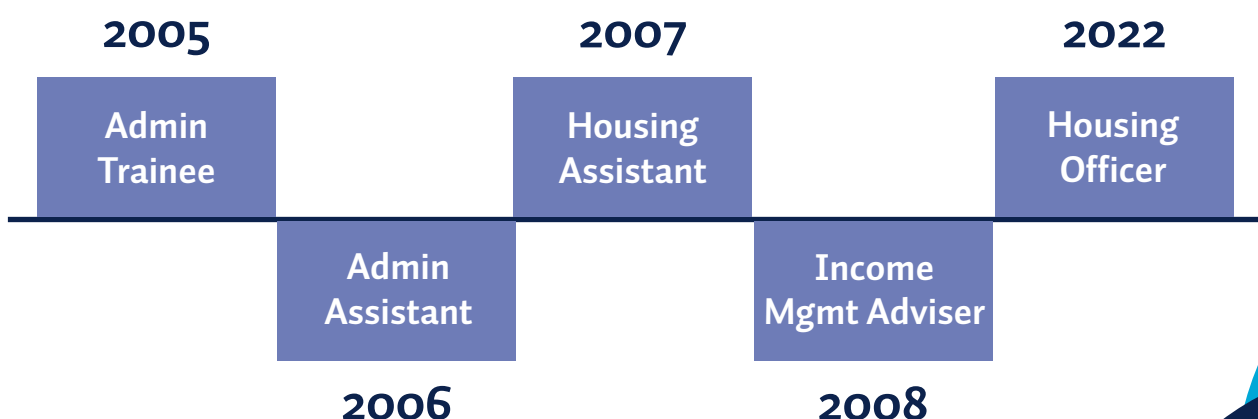 2005
2007
2022
Admin
Trainee
Housing
Assistant
Housing
Officer
Admin
Assistant
Income
Mgmt Adviser
2006
2008